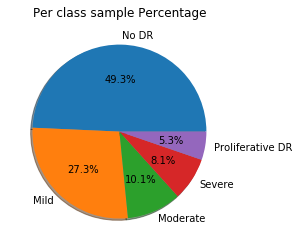 Per class sample Percentage
No DR
49.3%
5.3%
Proliferative DR
8.1%
27.3%
10.1%
Severe
Mild
Moderate